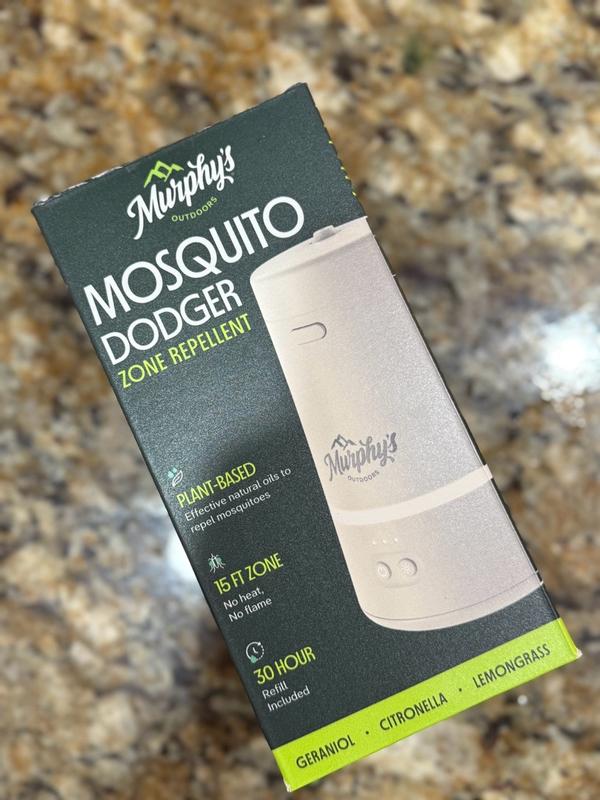 Murphy's
OUTDOORS
MOSQUITO
DODGER
ZONE REPELLENT
Murphy's
OUTDOORS
PLANT-BASED
Effective natural oils to
repel mosquitoes
15 FT ZONE
No heat,
No flame
30 HOUR
Refill
Included
GERANIOL • CITRONELLA • LEMONGRASS